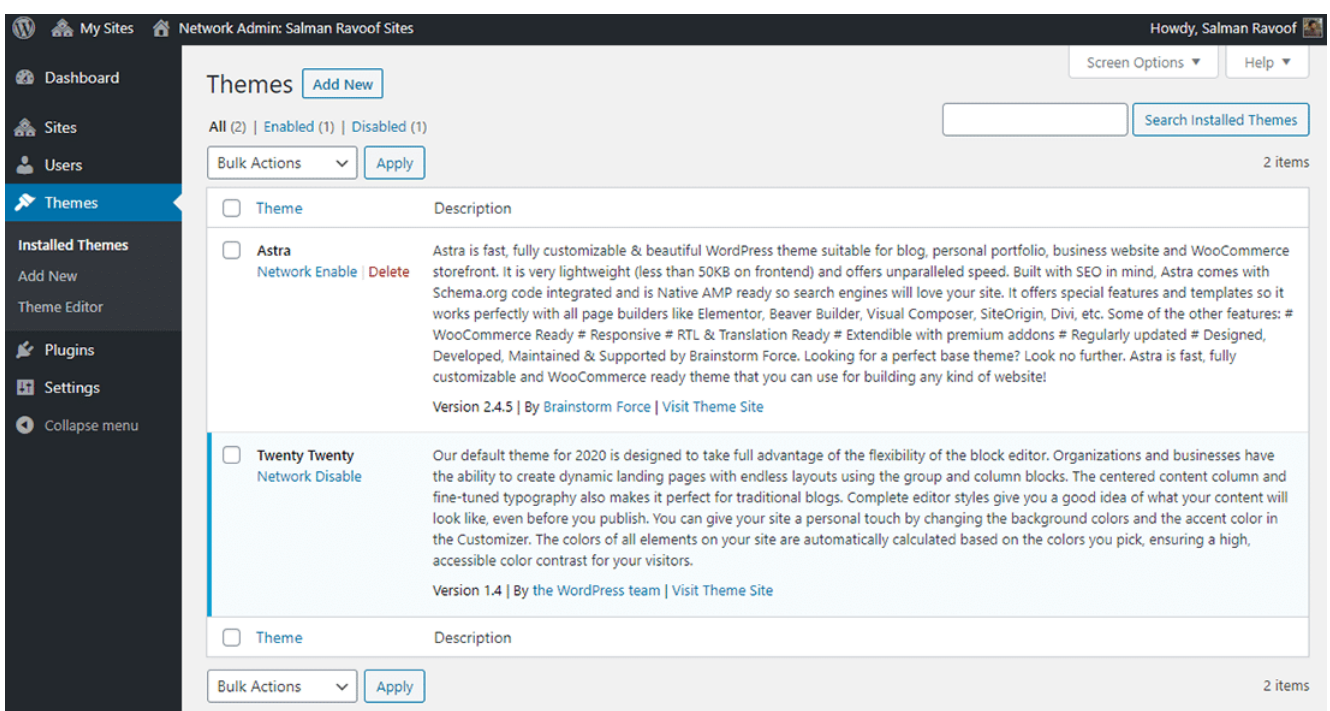 My Sites Network Admin: Salman Ravoof Sites Howdy, Salman Ravoof
Screen Options ▼ Help ▼
Dashboard
Sites
Users
Themes
Installed Themes
Add New
Theme Editor
Plugins
Settings
Collapse menu
Themes Add New
All (2) | Enabled (1) | Disabled (1)
Search Installed Themes
Bulk Actions Apply
2 items
Theme Description
Astra
Network Enable | Delete
Astra is fast, fully customizable & beautiful WordPress theme suitable for blog, personal portfolio, business website and WooCommerce
storefront. It is very lightweight (less than 50KB on frontend) and offers unparalleled speed. Built with SEO in mind, Astra comes with
Schema.org code integrated and is Native AMP ready so search engines will love your site. It offers special features and templates so it
works perfectly with all page builders like Elementor, Beaver Builder, Visual Composer, SiteOrigin, Divi, etc. Some of the other features: #
WooCommerce Ready # Responsive # RTL & Translation Ready # Extendible with premium addons # Regularly updated # Designed,
Developed, Maintained & Supported by Brainstorm Force. Looking for a perfect base theme? Look no further. Astra is fast, fully
customizable and WooCommerce ready theme that you can use for building any kind of website!
Version 2.4.5 | By Brainstorm Force | Visit Theme Site
Twenty Twenty
Network Disable
Our default theme for 2020 is designed to take full advantage of the flexibility of the block editor. Organizations and businesses have
the ability to create dynamic landing pages with endless layouts using the group and column blocks. The centered content column and
fine-tuned typography also makes it perfect for traditional blogs. Complete editor styles give you a good idea of what your content will
look like, even before you publish. You can give your site a personal touch by changing the background colors and the accent color in
the Customizer. The colors of all elements on your site are automatically calculated based on the colors you pick, ensuring a high,
accessible color contrast for your visitors.
Version 1.4 | By the WordPress team | Visit Theme Site
Theme Description
Bulk Actions Apply
2 items